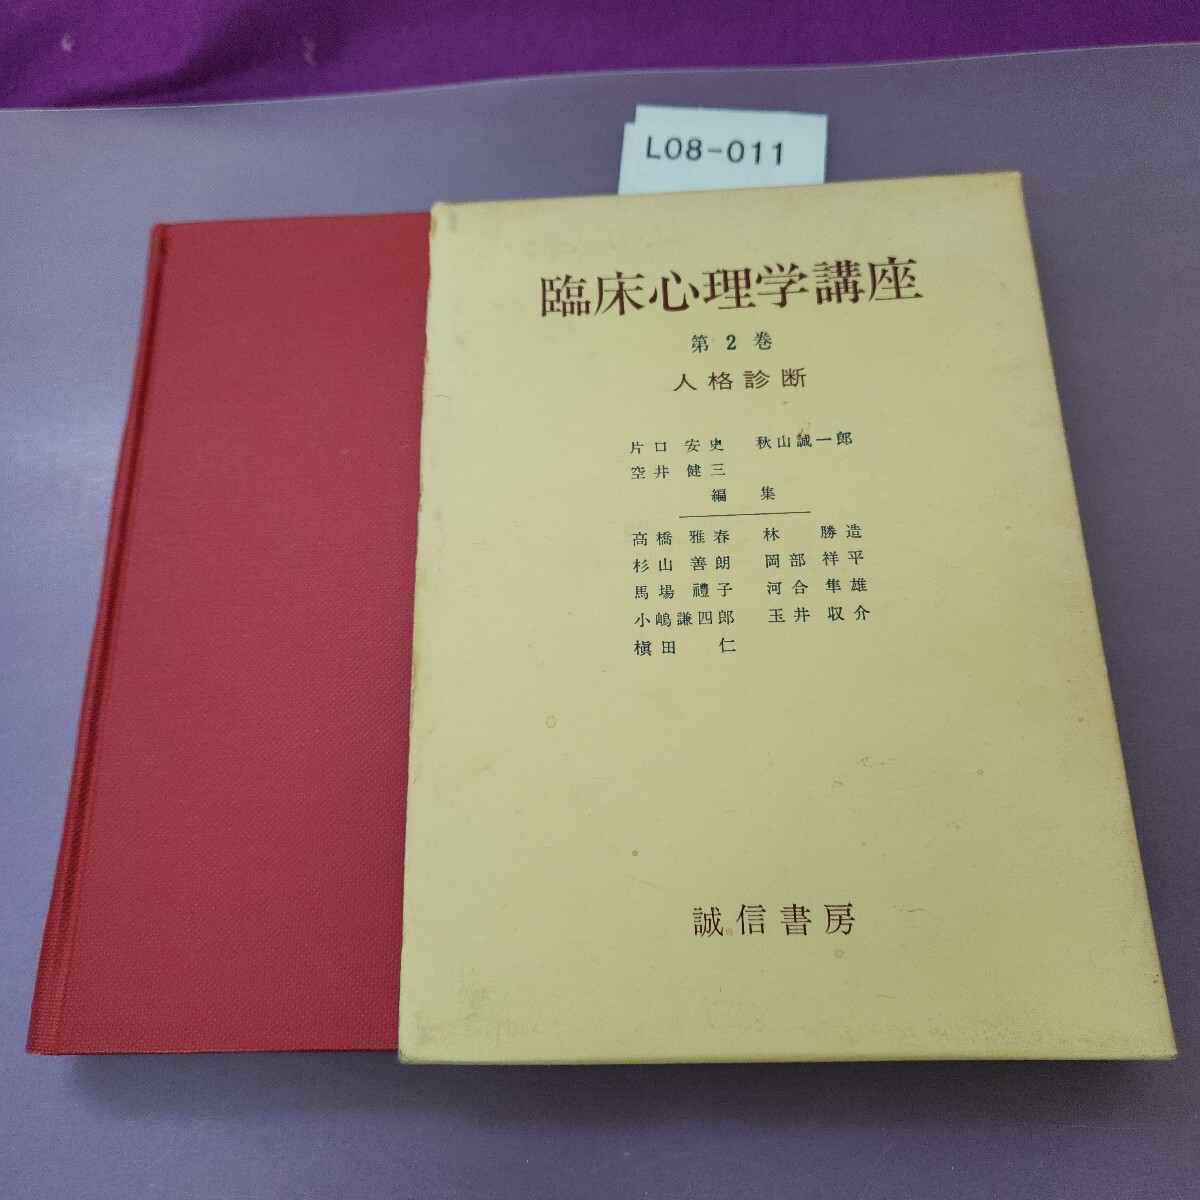 L08-011
臨床心理学講座
第2巻
人格診断
片口 安史 秋山誠一郎
空井 健三
編 集
高橋 雅春 林 勝造
杉山 善朗 岡部 祥平
馬場 禮子 河合 隼雄
小嶋謙四郎 玉井 収介
槇田 仁
誠信書房